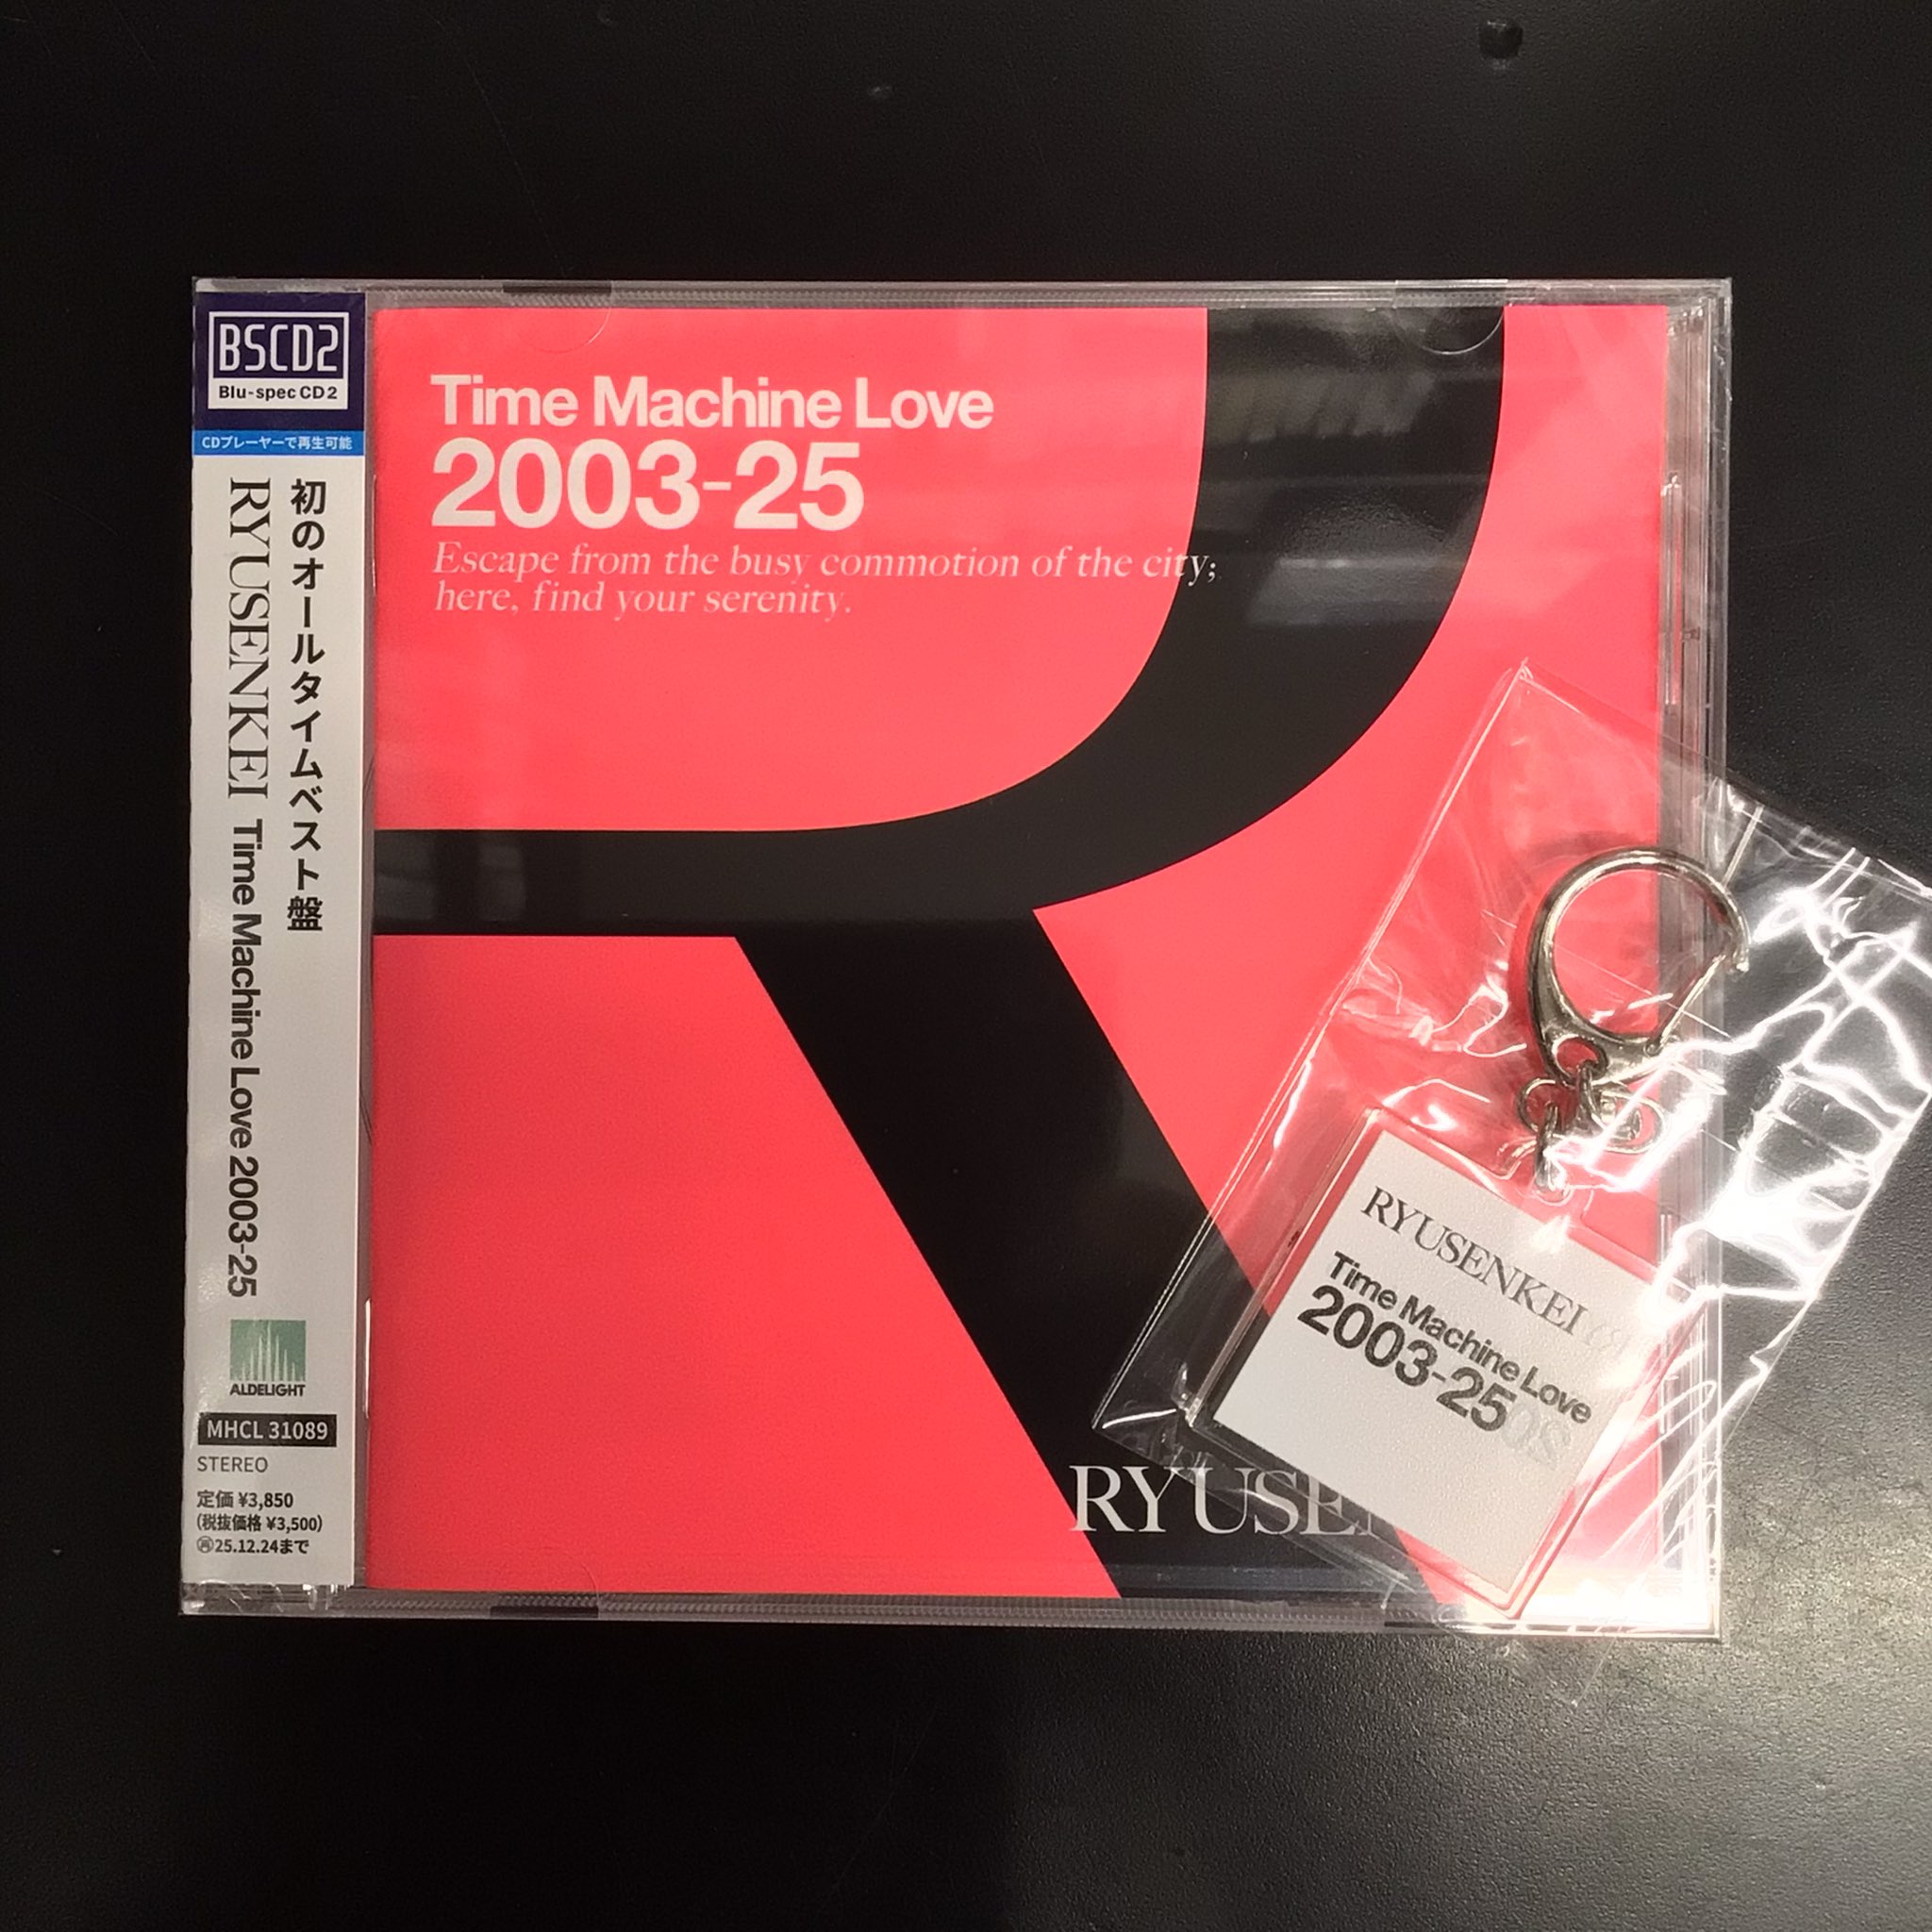 BSCD2
Blu-spec CD2
CDプレーヤーで再生可能
初のオールタイムベスト盤
RYUSENKEI Time Machine Love 2003-25
ALDELIGHT
MHCL 31089
STEREO
定価 ¥3,850
(税抜価格 ¥3,500)
㋐25.12.24まで
Time Machine Love
2003-25
Escape from the busy commotion of the city;
here, find your serenity.
RYUSEN
RYUSENKEI
Time Machine Love
2003-25